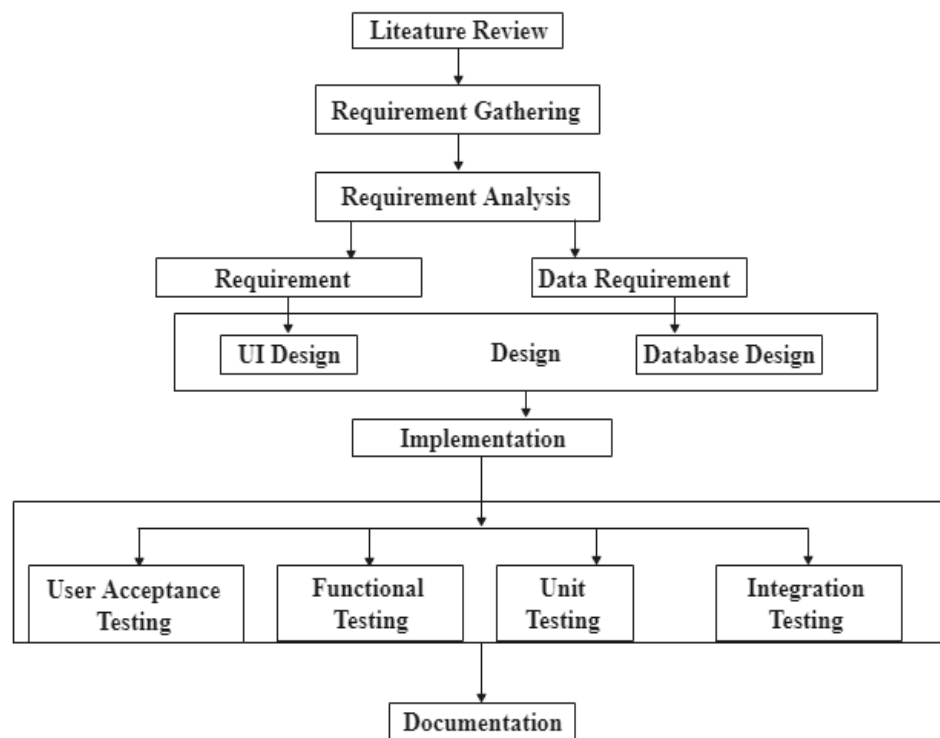 Liteature Review
Requirement Gathering
Requirement Analysis
Requirement
Data Requirement
UI Design
Design
Database Design
Implementation
User Acceptance
Testing
Functional
Testing
Unit
Testing
Integration
Testing
Documentation